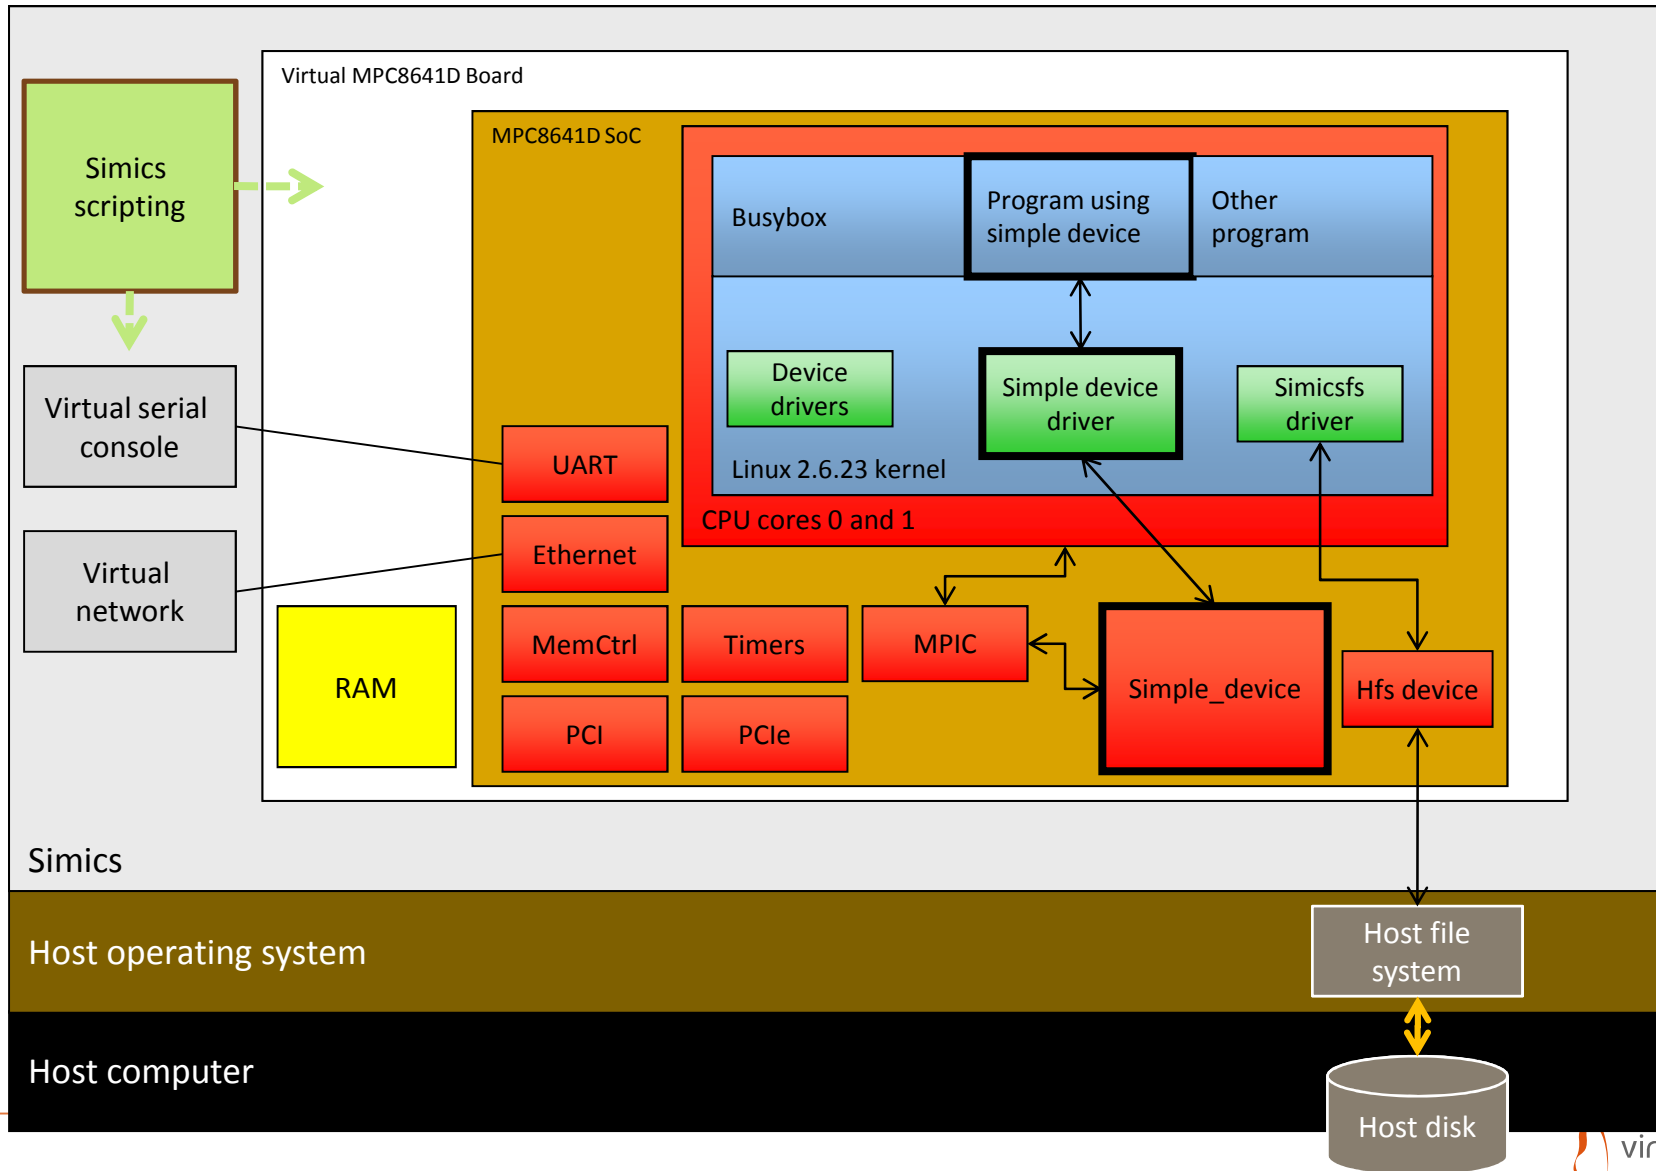 Virtual MPC8641D Board
MPC8641D SoC
Simics
scripting
Busybox
Program using
simple device
Other
program
Device
drivers
Simple device
driver
Simicsfs
driver
Linux 2.6.23 kernel
CPU cores 0 and 1
Virtual serial
console
UART
Virtual
network
Ethernet
RAM
MemCtrl
Timers
MPIC
Simple_device
Hfs device
PCI
PCIe
Simics
Host operating system
Host file
system
Host computer
Host disk